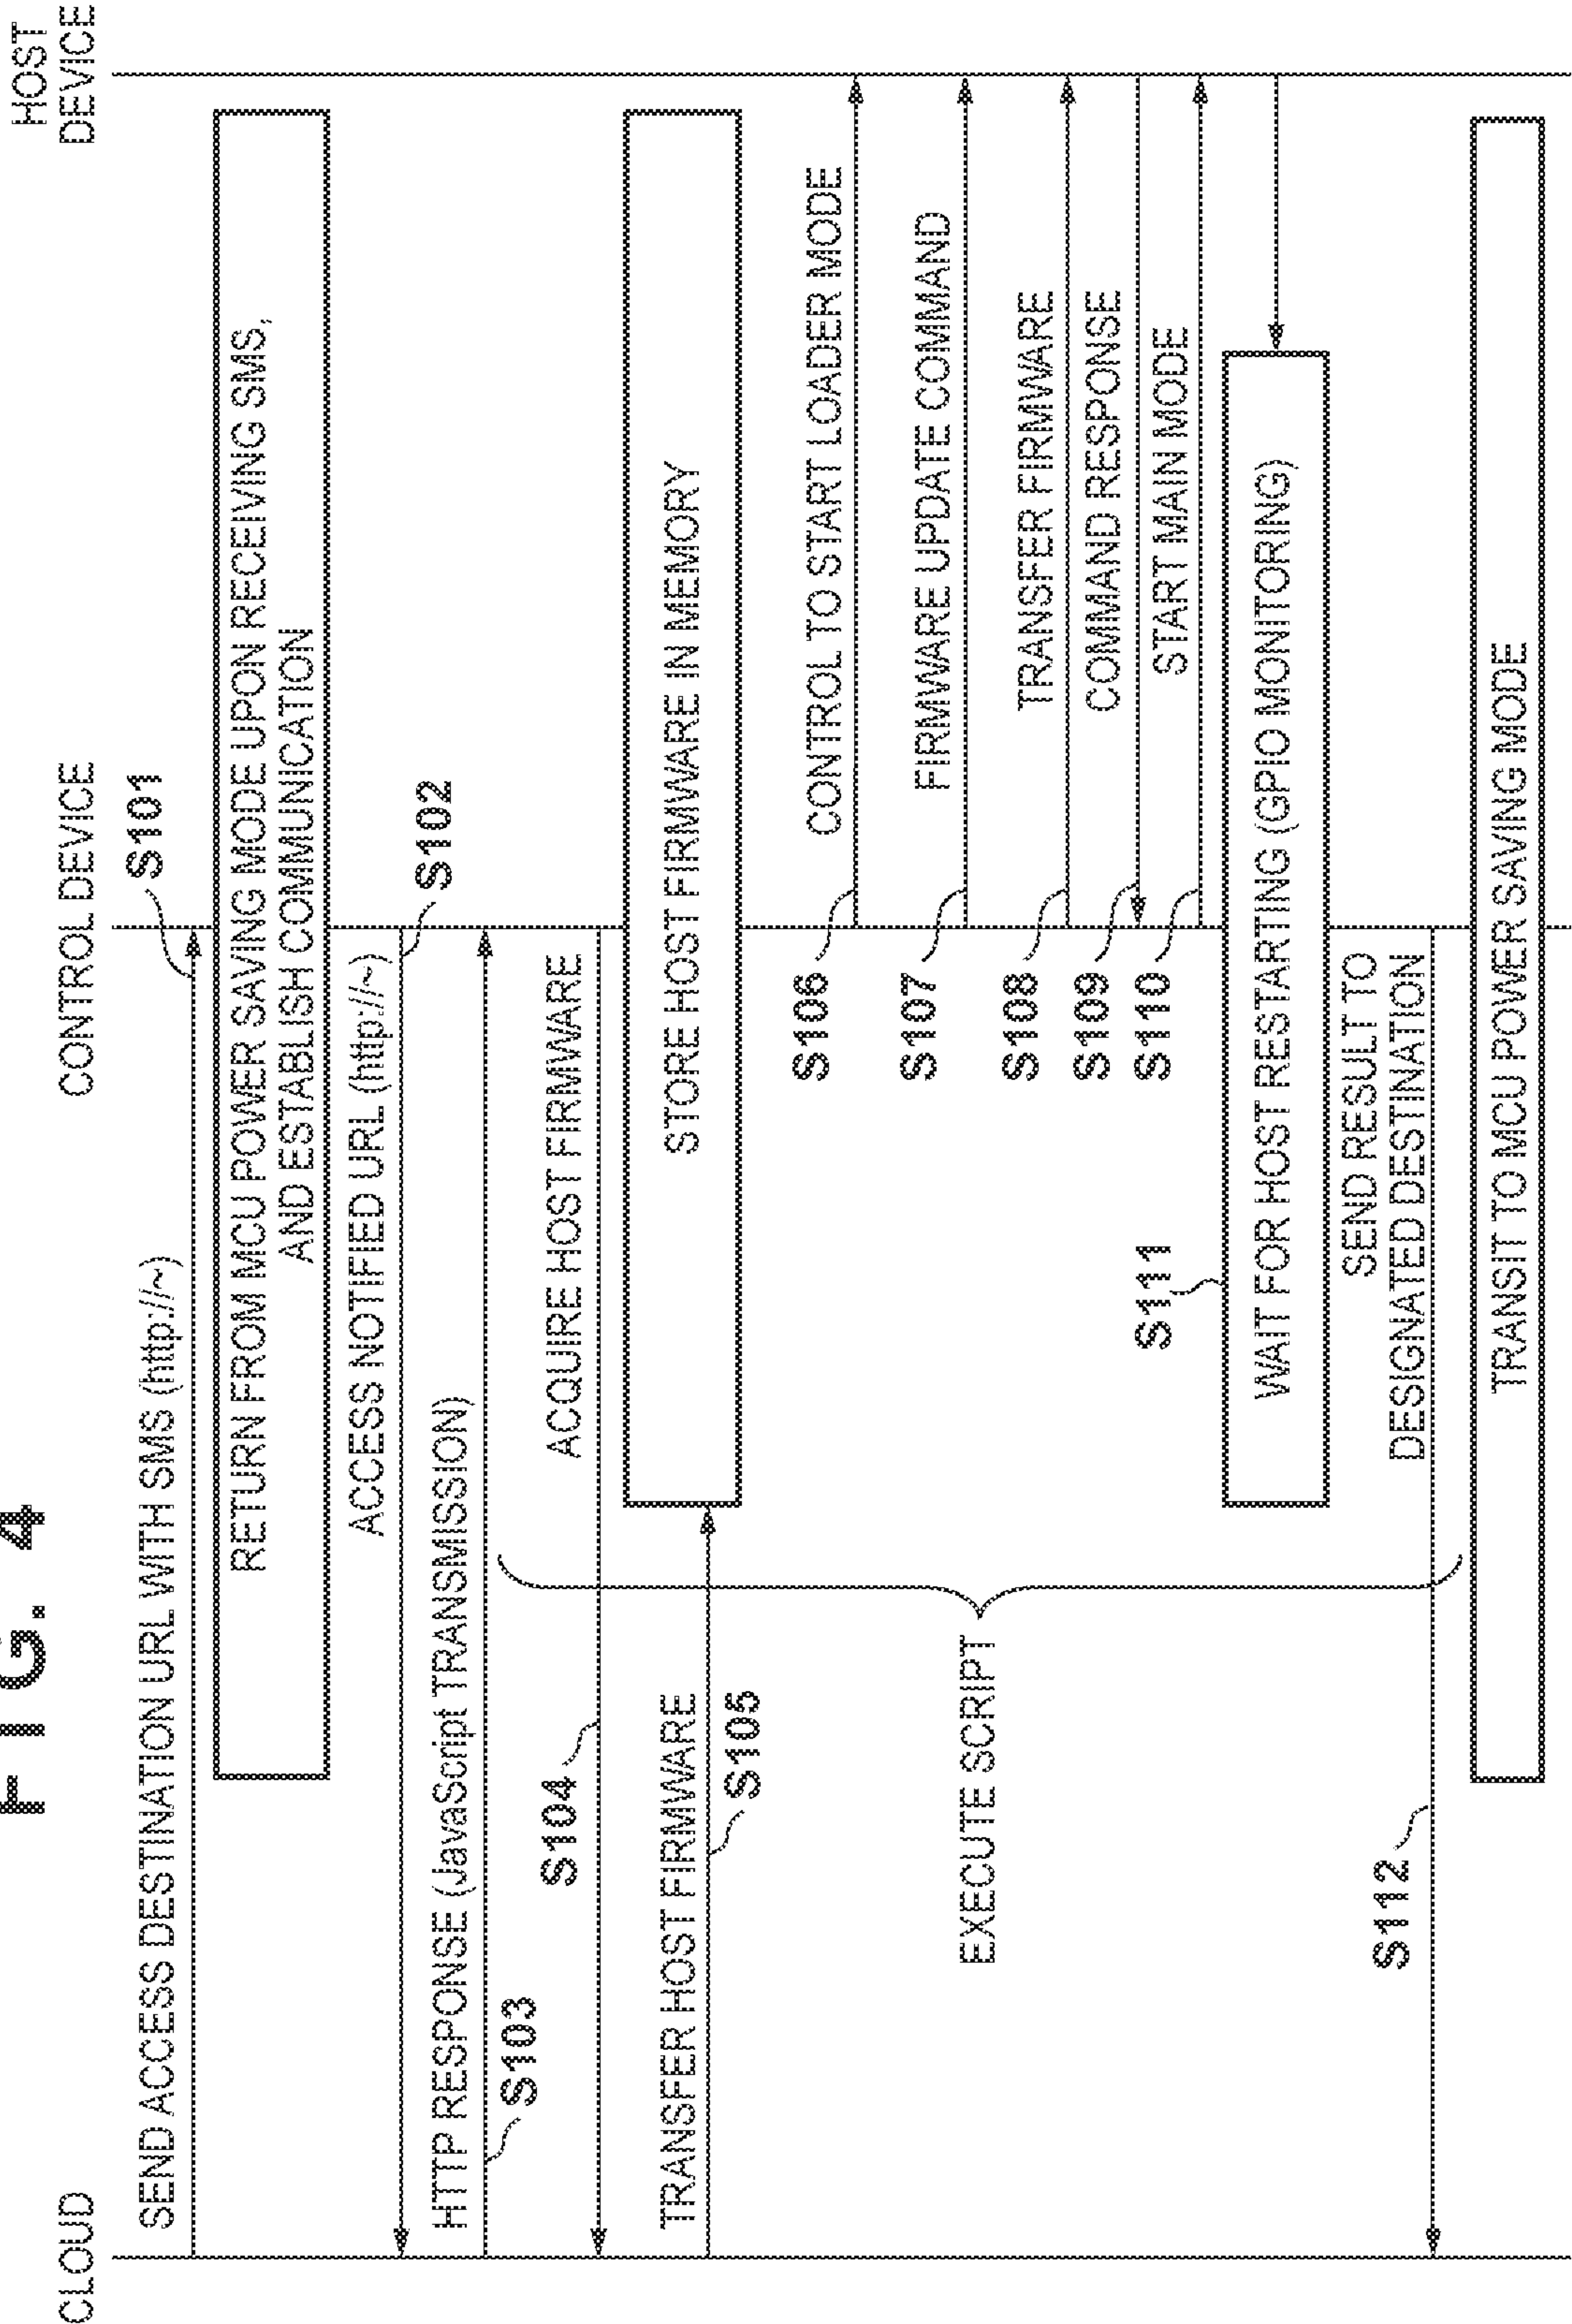 FIG. 4
CLOUD
CONTROL DEVICE
HOST
DEVICE
SEND ACCESS DESTINATION URL WITH SMS (http://~)
S101
RETURN FROM MCU POWER SAVING MODE UPON RECEIVING SMS,
AND ESTABLISH COMMUNICATION
ACCESS NOTIFIED URL (http://~)
S102
HTTP RESPONSE (JavaScript TRANSMISSION)
S103
ACQUIRE HOST FIRMWARE
S104
TRANSFER HOST FIRMWARE
S105
STORE HOST FIRMWARE IN MEMORY
S106
CONTROL TO START LOADER MODE
S107
FIRMWARE UPDATE COMMAND
EXECUTE SCRIPT
S108
TRANSFER FIRMWARE
S109
COMMAND RESPONSE
S110
START MAIN MODE
S111
WAIT FOR HOST RESTARTING (GPIO MONITORING)
SEND RESULT TO
DESIGNATED DESTINATION
S112
TRANSIT TO MCU POWER SAVING MODE